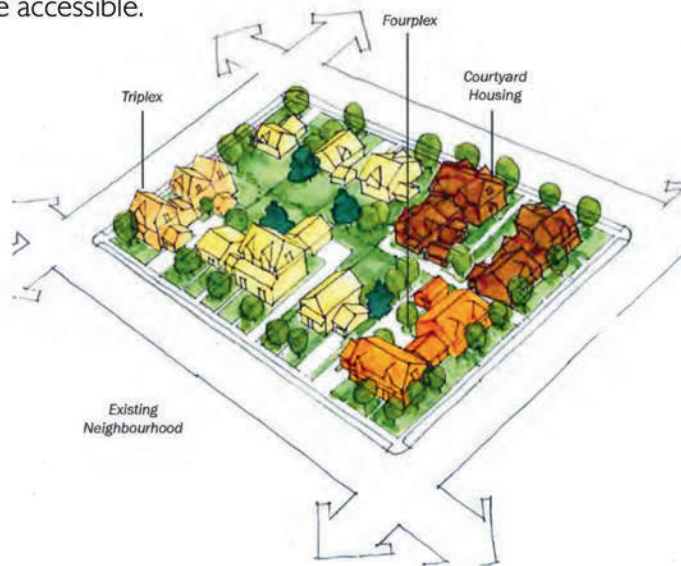 e accessible.
Fourplex
Courtyard
Housing
Triplex
Existing
Neighbourhood